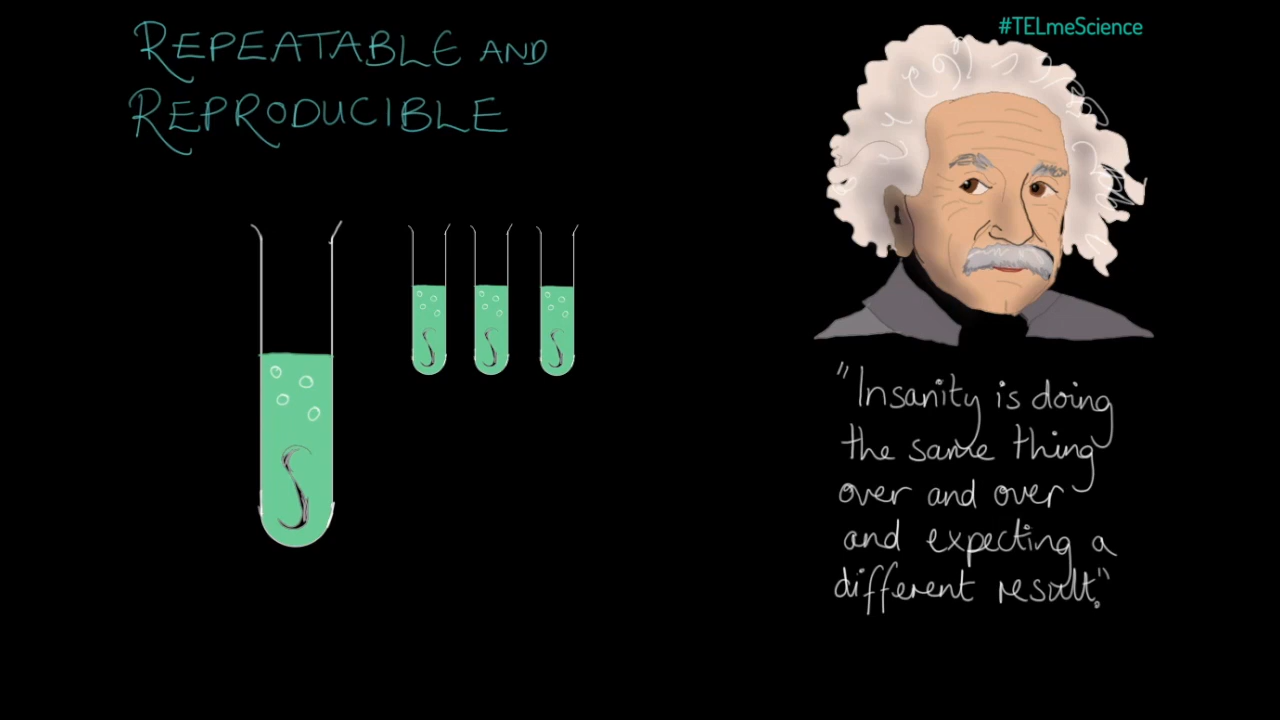 REPEATABLE AND
REPRODUCIBLE
#TELmeScience
"Insanity is doing
the same thing
over and over
and expecting a
different result."